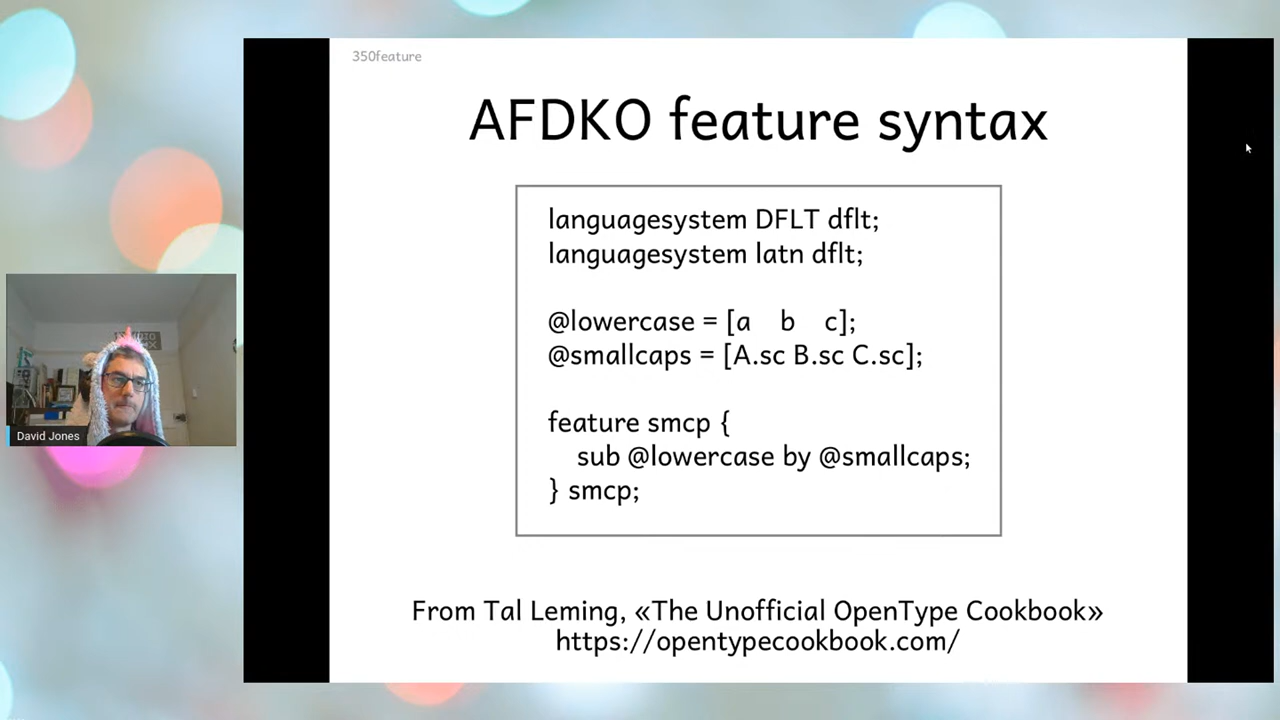 350feature
AFDKO feature syntax
languagesystem DFLT dflt;
languagesystem latn dflt;
@lowercase = [a    b    c];
@smallcaps = [A.sc B.sc C.sc];
feature smcp {
    sub @lowercase by @smallcaps;
} smcp;
From Tal Leming, «The Unofficial OpenType Cookbook»
https://opentypecookbook.com/
David Jones